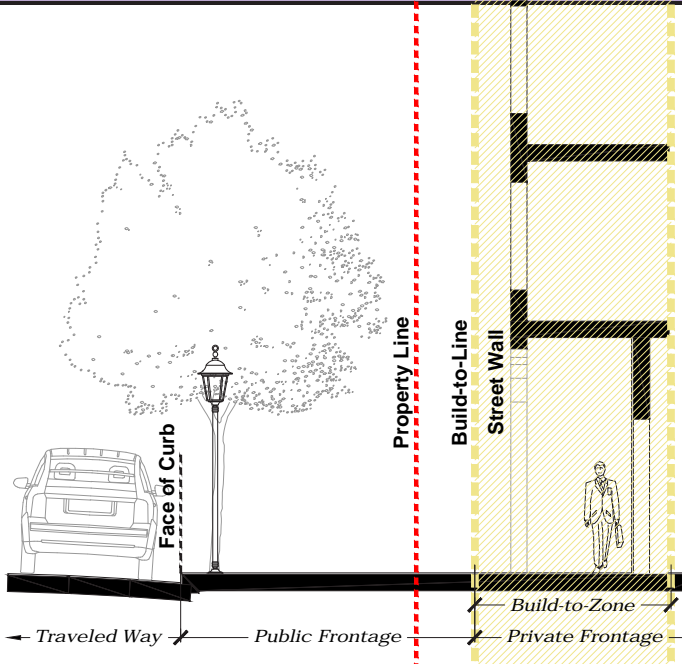 Face of Curb
Property Line
Build-to-Line
Street Wall
Build-to-Zone
Traveled Way
Public Frontage
Private Frontage